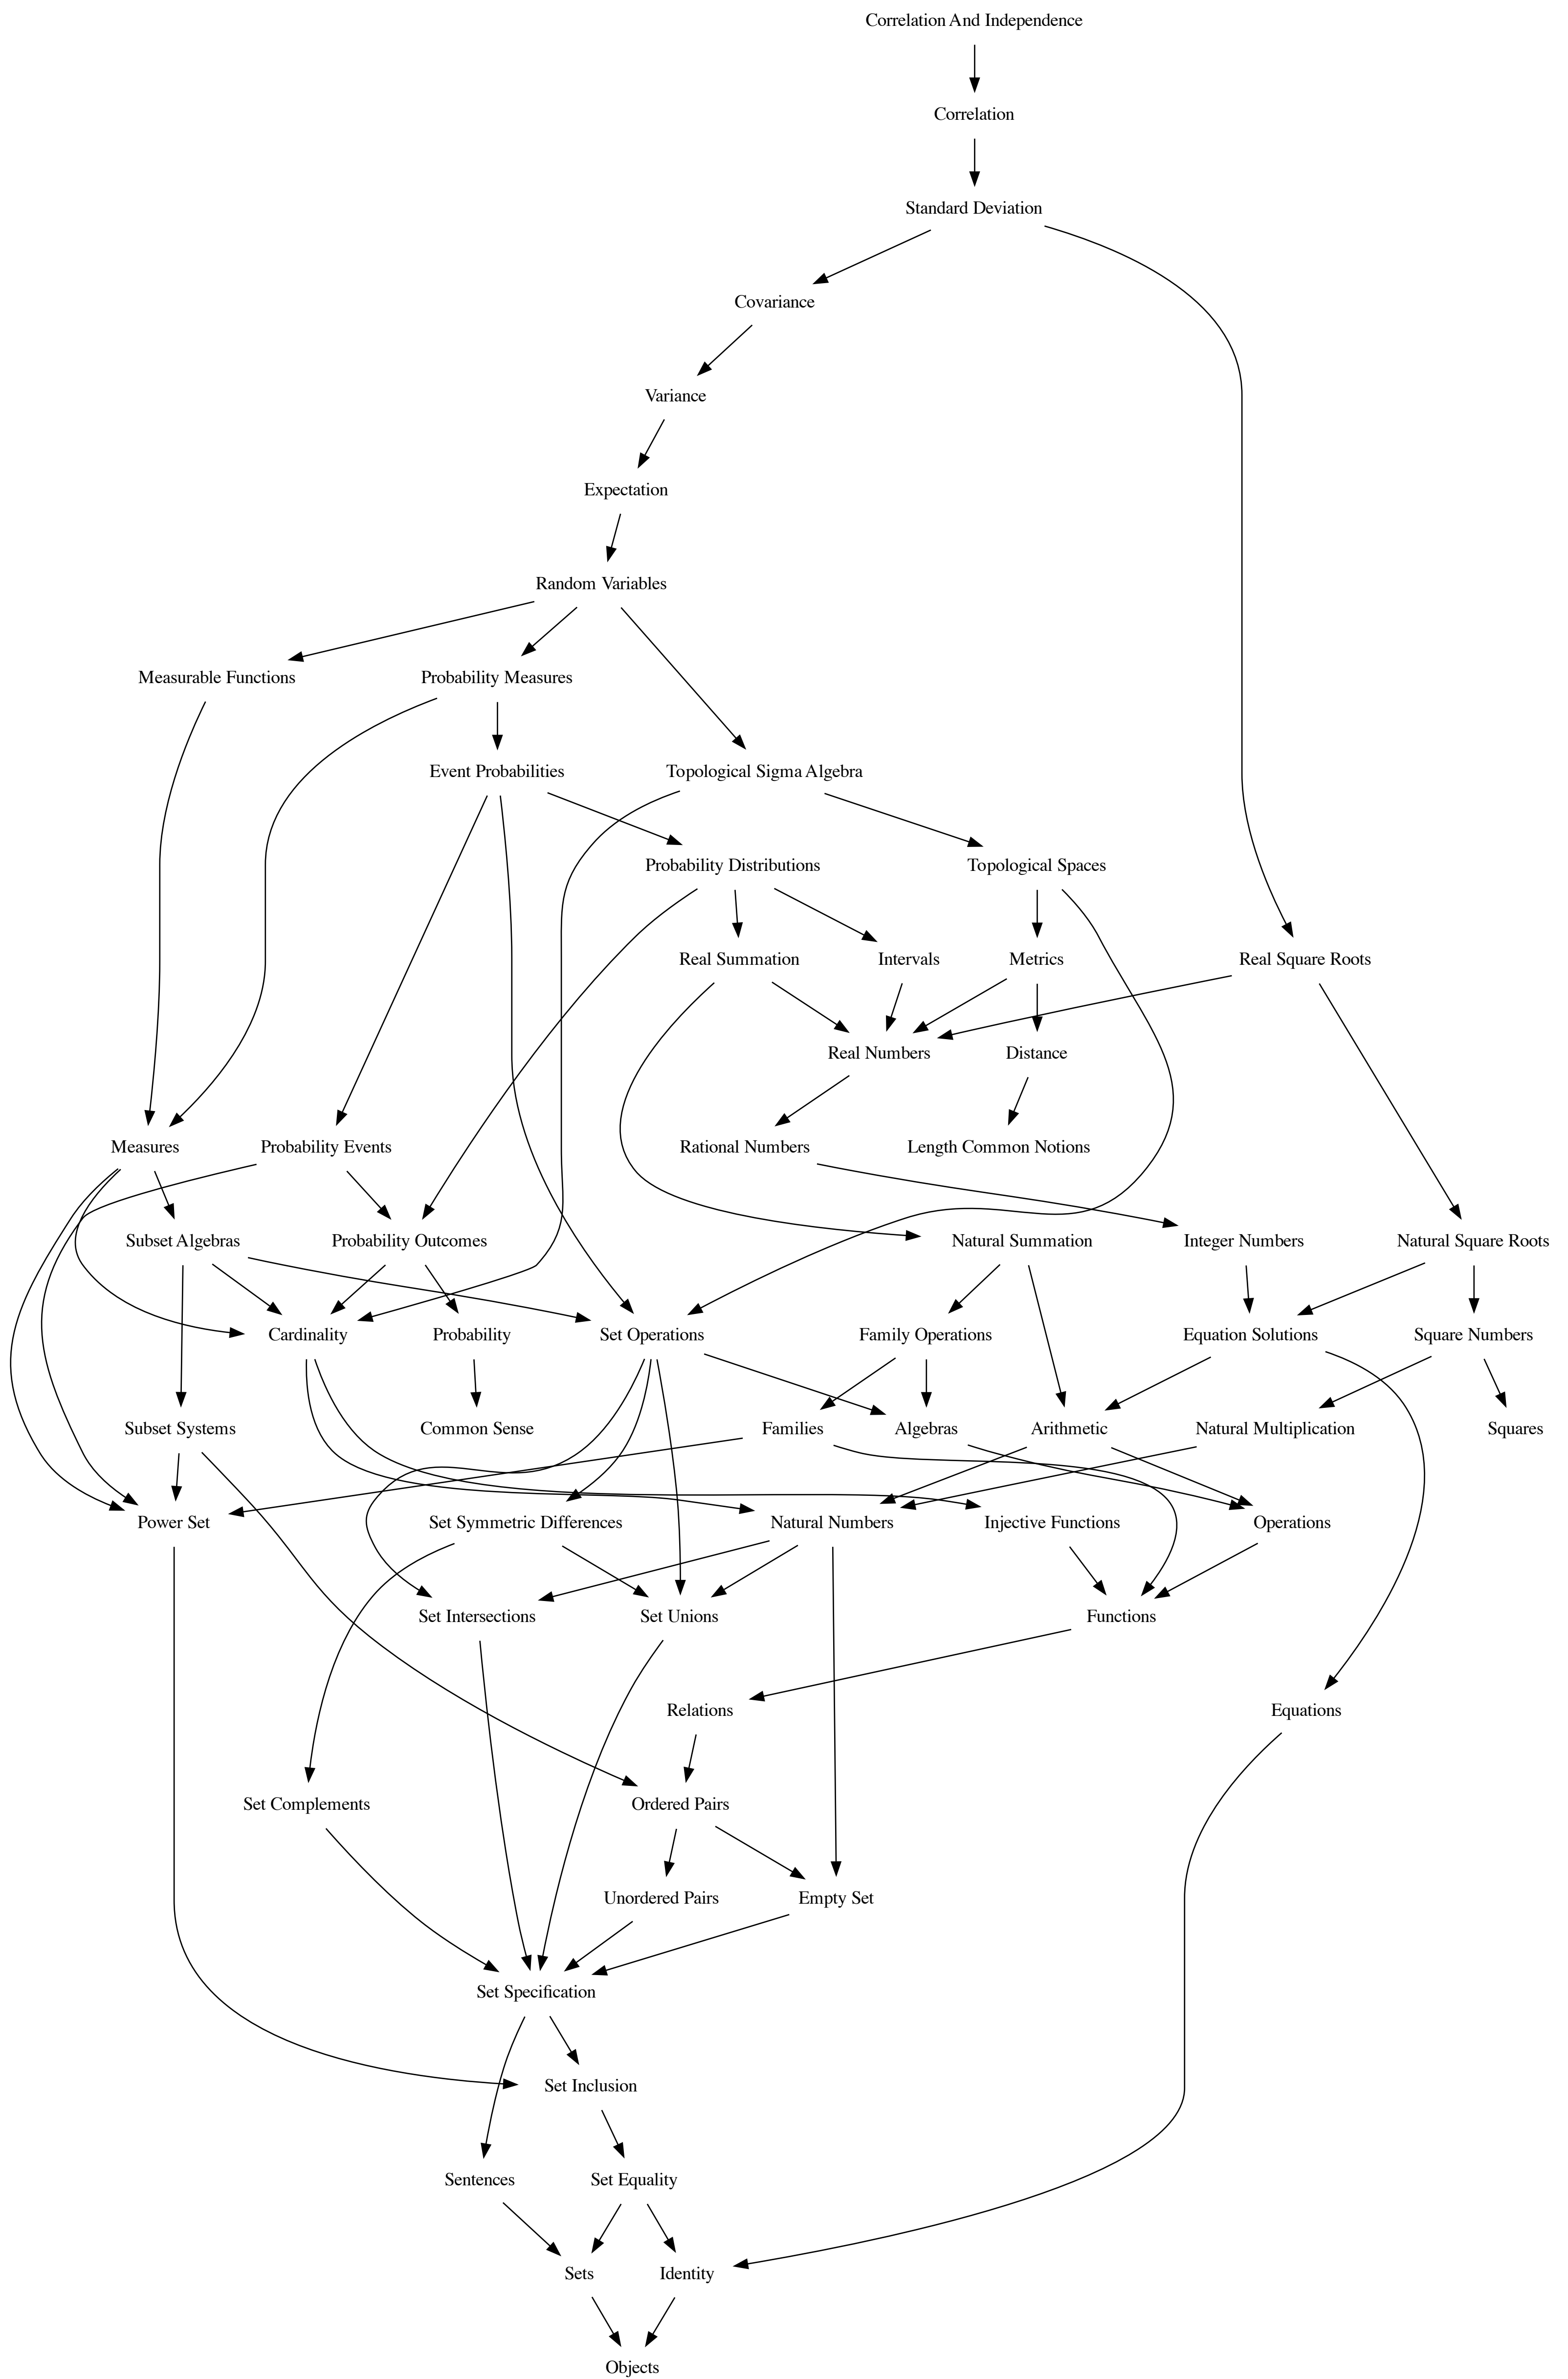 Correlation And Independence
Correlation
Standard Deviation
Covariance
Variance
Expectation
Random Variables
Measurable Functions
Probability Measures
Event Probabilities
Topological Sigma Algebra
Probability Distributions
Topological Spaces
Real Summation
Intervals
Metrics
Real Square Roots
Real Numbers
Distance
Measures
Probability Events
Rational Numbers
Length Common Notions
Subset Algebras
Probability Outcomes
Natural Summation
Integer Numbers
Natural Square Roots
Cardinality
Probability
Set Operations
Family Operations
Equation Solutions
Square Numbers
Subset Systems
Common Sense
Families
Algebras
Arithmetic
Natural Multiplication
Squares
Power Set
Set Symmetric Differences
Natural Numbers
Injective Functions
Operations
Set Intersections
Set Unions
Functions
Relations
Equations
Set Complements
Ordered Pairs
Unordered Pairs
Empty Set
Set Specification
Set Inclusion
Sentences
Set Equality
Sets
Identity
Objects